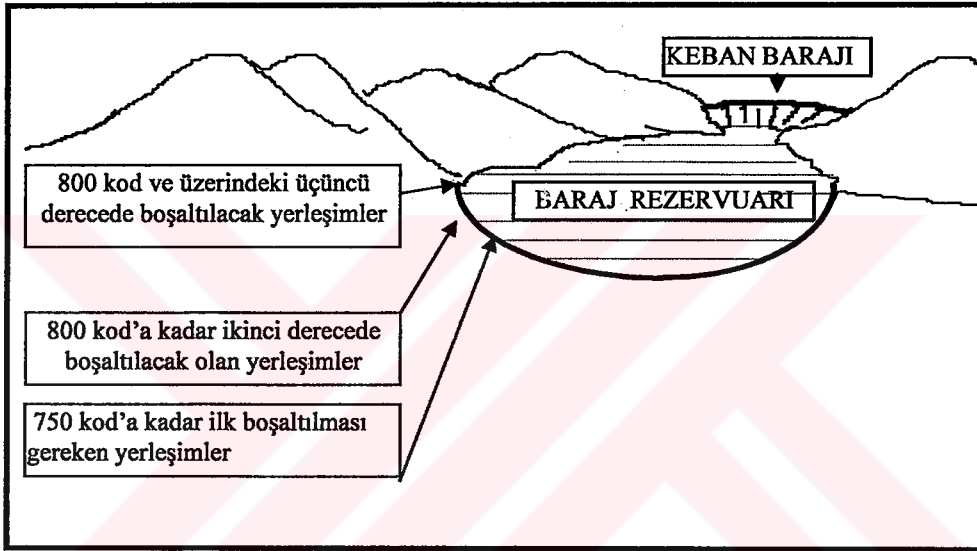 KEBAN BARAJI
800 kod ve üzerindeki üçüncü
derecede boşaltılacak yerleşimler
BARAJ REZERVUARI
800 kod'a kadar ikinci derecede
boşaltılacak olan yerleşimler
750 kod'a kadar ilk boşaltılması
gereken yerleşimler